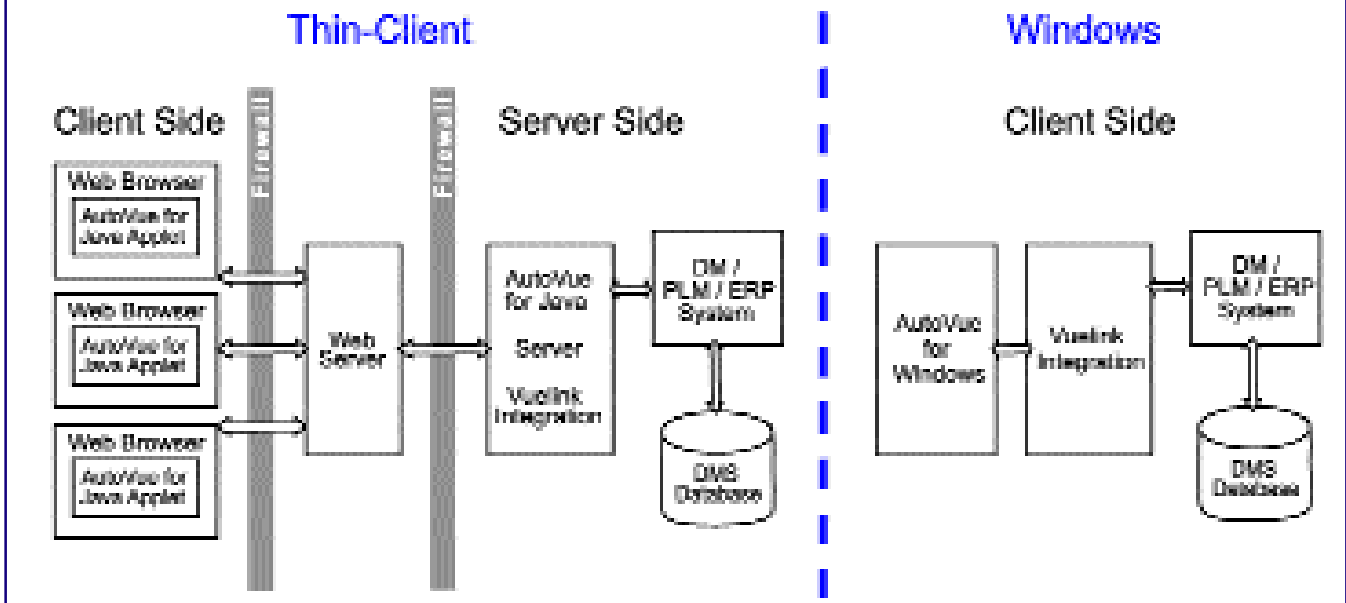 Thin-Client
Windows
Client Side
Server Side
Client Side
Firewall
Firewall
Web Browser
AutoVue for
Java Applet
Web Browser
AutoVue for
Java Applet
Web Browser
AutoVue for
Java Applet
Web
Server
AutoVue
for Java
Server
Vuelink
Integration
DM /
PLM / ERP
System
DMS
Database
AutoVue
for
Windows
Vuelink
Integration
DM /
PLM / ERP
System
DMS
Database